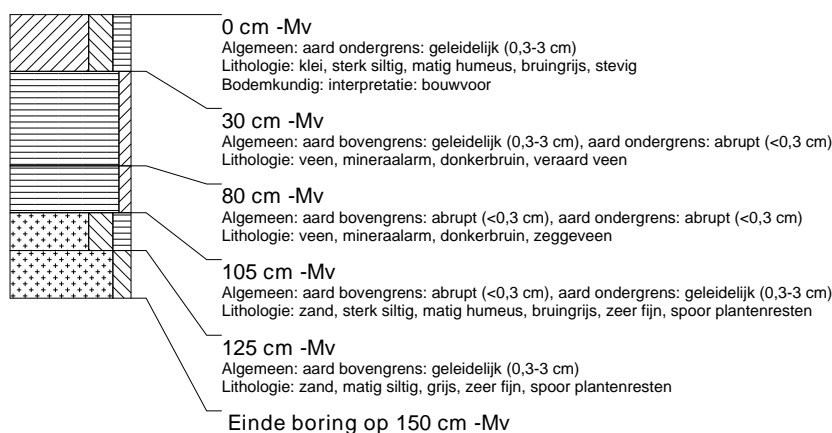 0 cm -Mv
Algemeen: aard ondergrens: geleidelijk (0,3-3 cm)
Lithologie: klei, sterk siltig, matig humeus, bruingrijs, stevig
Bodemkundig: interpretatie: bouwvoor
30 cm -Mv
Algemeen: aard bovengrens: geleidelijk (0,3-3 cm), aard ondergrens: abrupt (<0,3 cm)
Lithologie: veen, mineraalarm, donkerbruin, veraard veen
80 cm -Mv
Algemeen: aard bovengrens: abrupt (<0,3 cm), aard ondergrens: abrupt (<0,3 cm)
Lithologie: veen, mineraalarm, donkerbruin, zeggeveen
105 cm -Mv
Algemeen: aard bovengrens: abrupt (<0,3 cm), aard ondergrens: geleidelijk (0,3-3 cm)
Lithologie: zand, sterk siltig, matig humeus, bruingrijs, zeer fijn, spoor plantenresten
125 cm -Mv
Algemeen: aard bovengrens: geleidelijk (0,3-3 cm)
Lithologie: zand, matig siltig, grijs, zeer fijn, spoor plantenresten
Einde boring op 150 cm -Mv